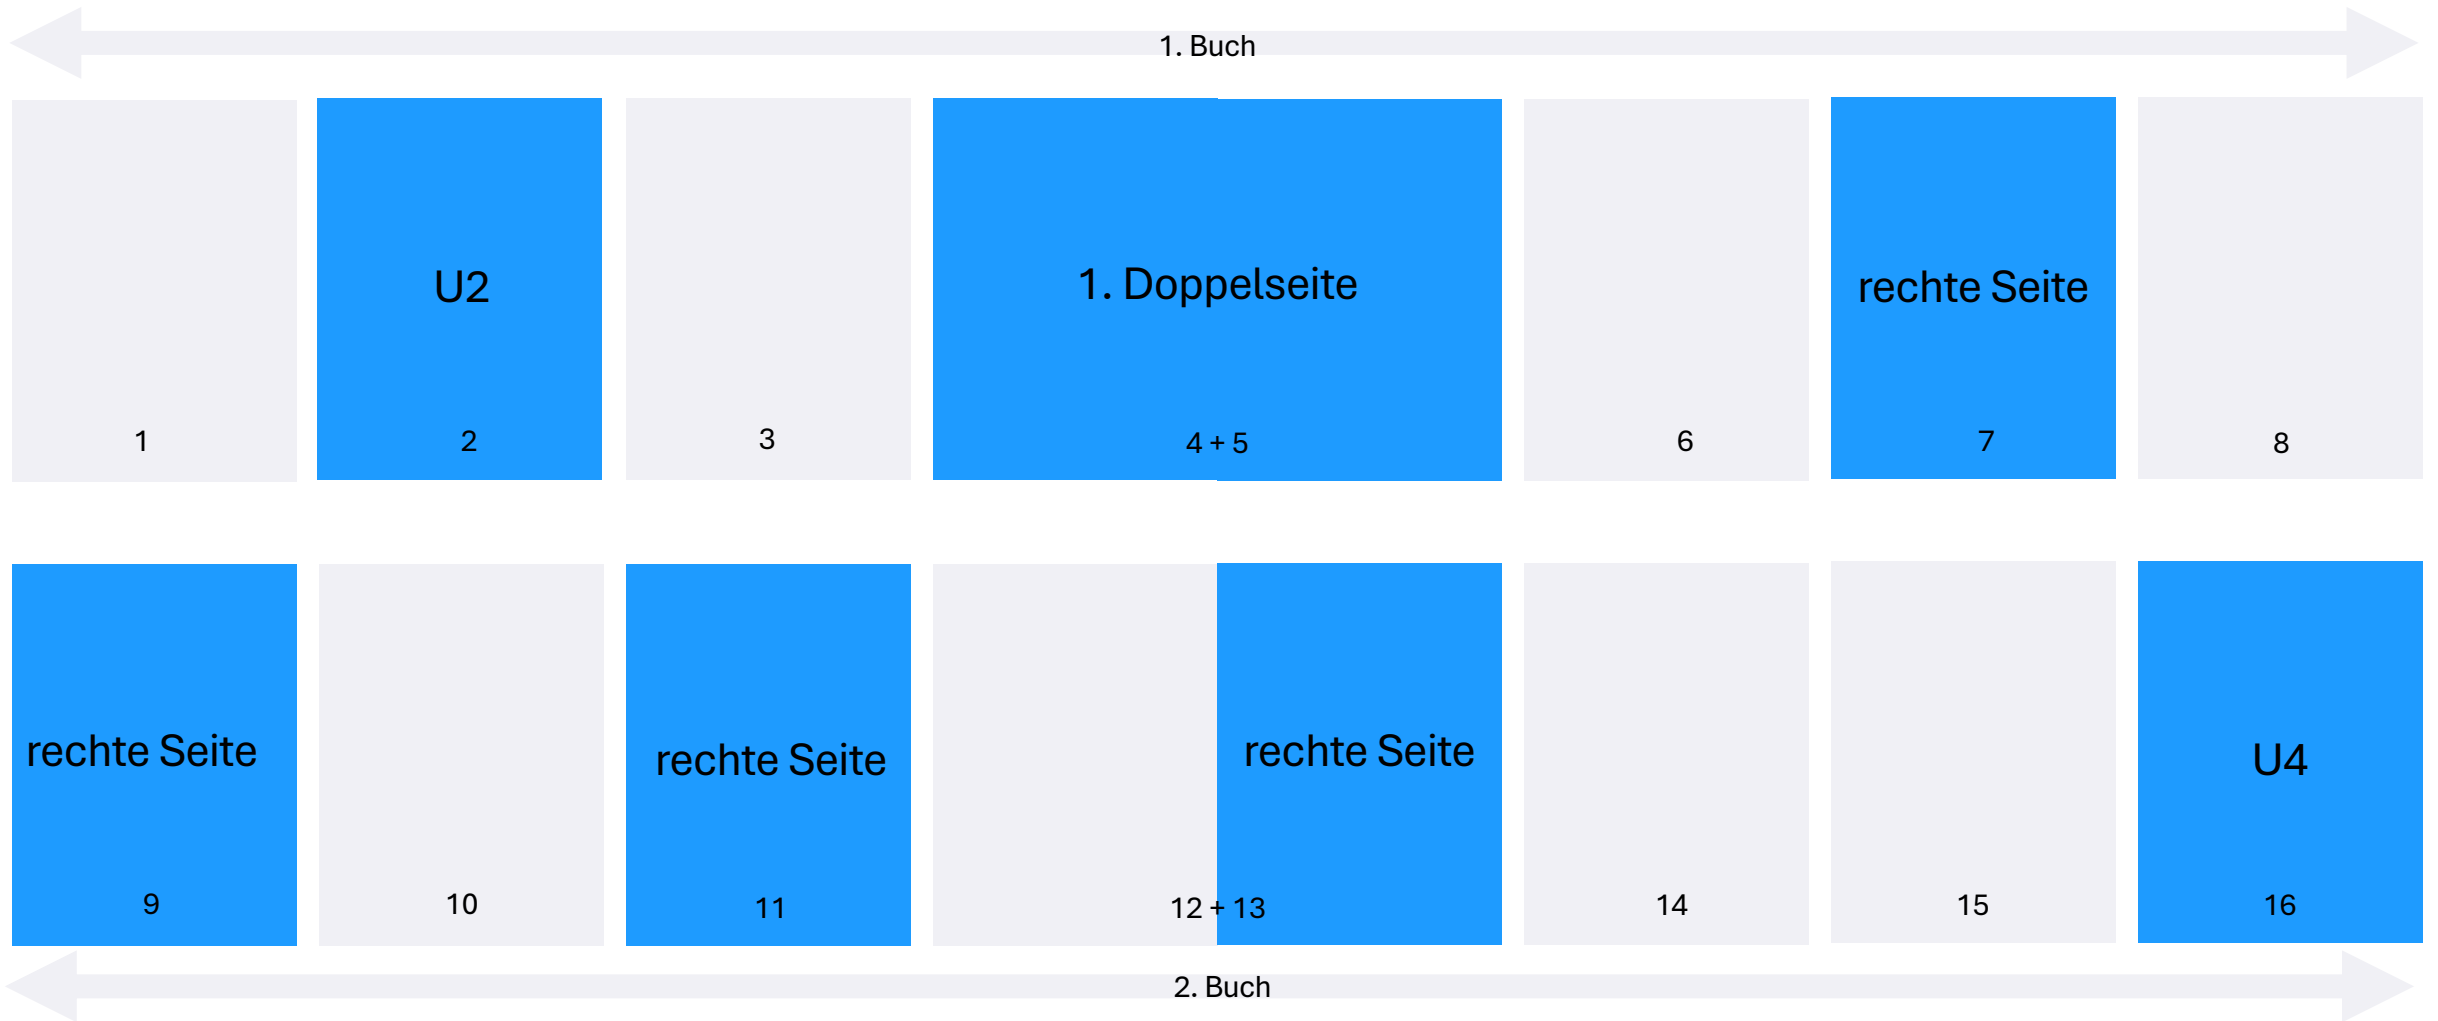 1. Buch
U2
1. Doppelseite
rechte Seite
1
2
3
4 + 5
6
7
8
rechte Seite
rechte Seite
rechte Seite
U4
9
10
11
12 + 13
14
15
16
2. Buch